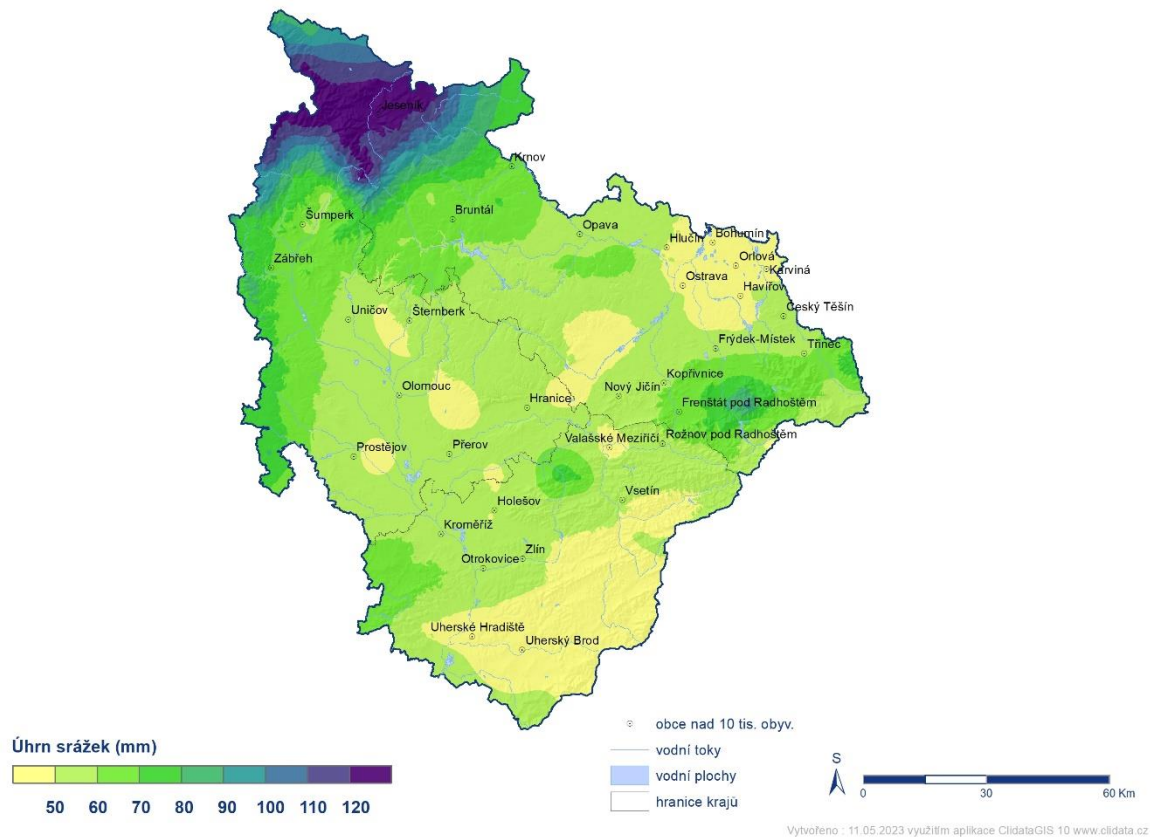 Jeseník
Krnov
Šumperk
Bruntál
Opava
Hlučín
Bohumín
Orlová
Karviná
Zábřeh
Ostrava
Havířov
Český Těšín
Uničov
Šternberk
Frýdek-Místek
Třinec
Olomouc
Hranice
Nový Jičín
Kopřivnice
Frenštát pod Radhoštěm
Prostějov
Přerov
Valašské Meziříčí
Rožnov pod Radhoštěm
Vsetín
Holešov
Kroměříž
Zlín
Otrokovice
Uherské Hradiště
Uherský Brod
Úhrn srážek (mm)
50 60 70 80 90 100 110 120
obce nad 10 tis. obyv.
vodní toky
vodní plochy
hranice krajů
S
0 30 60 Km
Vytvořeno : 11.05.2023 využitím aplikace ClidataGIS 10 www.clidata.cz